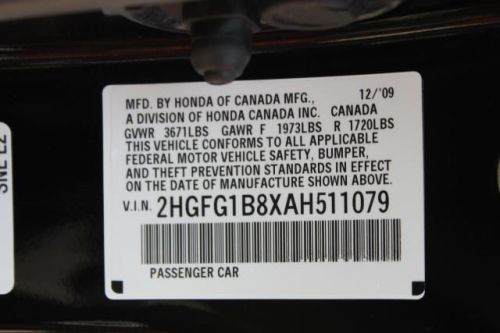 MFD. BY HONDA OF CANADA MFG., 12/'09
A DIVISION OF HONDA CANADA INC. CANADA
GVWR 3671LBS GAWR F 1973LBS R 1720LBS
THIS VEHICLE CONFORMS TO ALL APPLICABLE
FEDERAL MOTOR VEHICLE SAFETY, BUMPER,
AND THEFT PREVENTION STANDARDS IN EFFECT
ON THE DATE OF MANUFACTURE SHOWN ABOVE.
V.I.N. 2HGFG1B8XAH511079
PASSENGER CAR